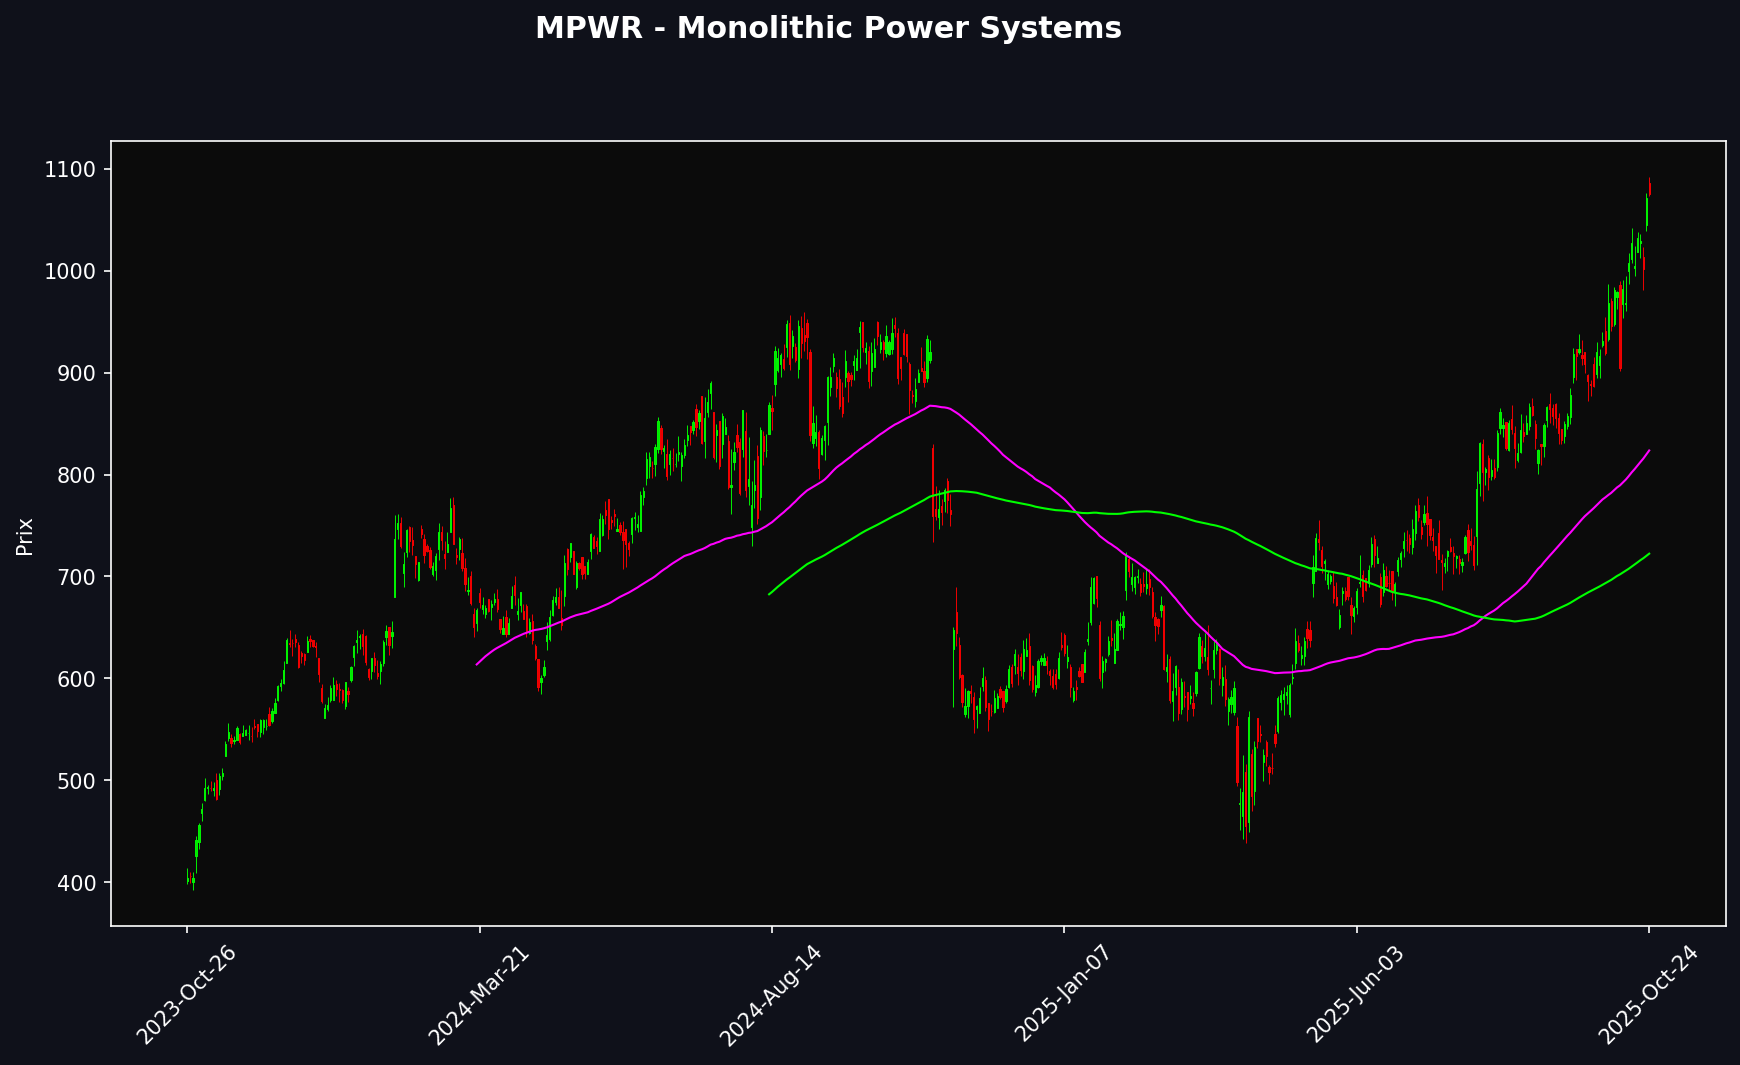 MPWR - Monolithic Power Systems
Prix
1100
1000
900
800
700
600
500
400
2023-Oct-26
2024-Mar-21
2024-Aug-14
2025-Jan-07
2025-Jun-03
2025-Oct-24